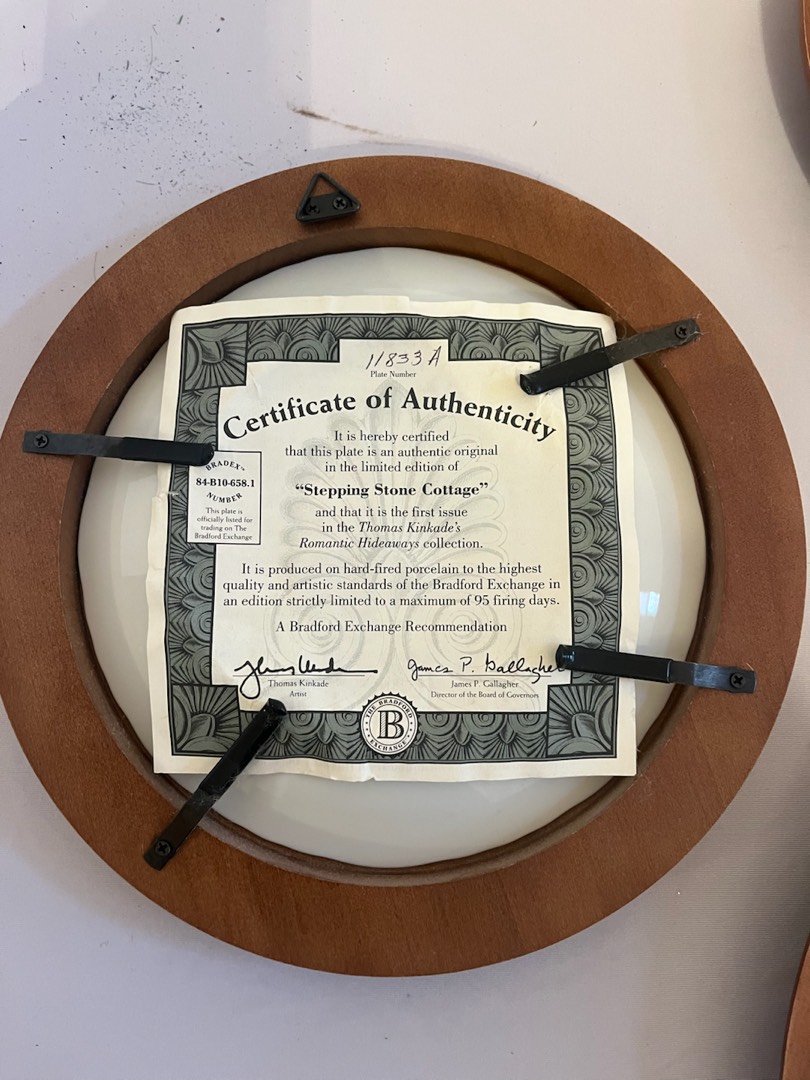 11833A
Plate Number
Certificate of Authenticity
It is hereby certified
that this plate is an authentic original
in the limited edition of
“Stepping Stone Cottage”
and that it is the first issue
in the Thomas Kinkade's
Romantic Hideaways collection.
BRADEX™
84-B10-658.1
NUMBER
This plate is
officially listed for
trading on The
Bradford Exchange
It is produced on hard-fired porcelain to the highest
quality and artistic standards of the Bradford Exchange in
an edition strictly limited to a maximum of 95 firing days.
A Bradford Exchange Recommendation
James P. Gallagher
Thomas Kinkade
Artist
James P. Gallagher
Director of the Board of Governors
THE BRADFORD
B
EXCHANGE